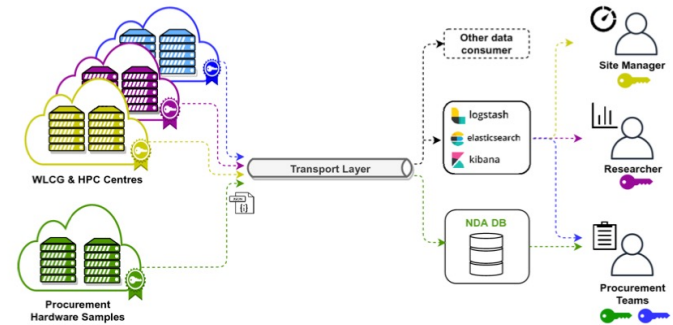 WLCG & HPC Centres
Procurement
Hardware Samples
Transport Layer
{;}
Other data
consumer
logstash
elasticsearch
kibana
NDA DB
Site Manager
Researcher
Procurement
Teams